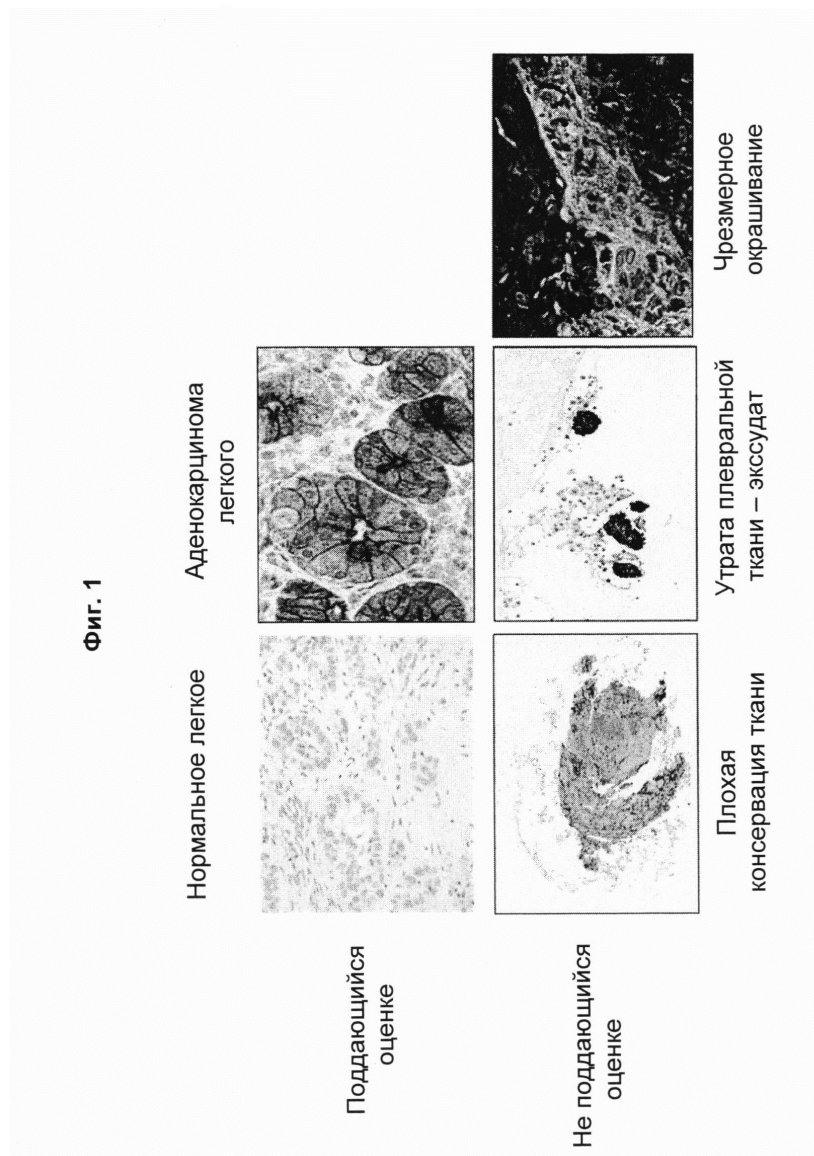 Фиг. 1
Нормальное легкое
Аденокарцинома
легкого
Поддающийся
оценке
Не поддающийся
оценке
Плохая
консервация ткани
Утрата плевральной
ткани – экссудат
Чрезмерное
окрашивание